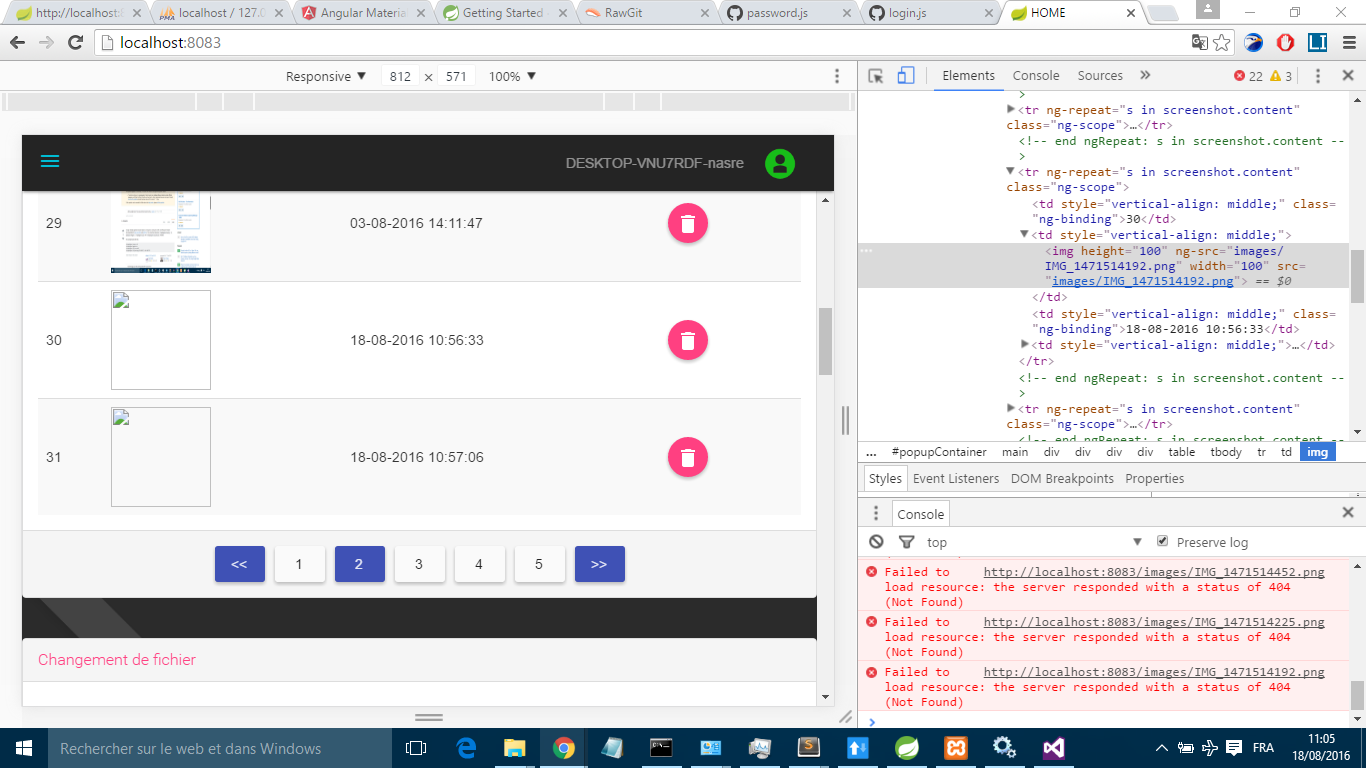 http://localhost:
localhost / 127.0
Angular Material
Getting Started
RawGit
password.js
login.js
HOME
localhost:8083
Responsive ▼ 812 × 571 100% ▼
Elements Console Sources » 22 3
DESKTOP-VNU7RDF-nasre
29 03-08-2016 14:11:47
30 18-08-2016 10:56:33
31 18-08-2016 10:57:06
<< 1 2 3 4 5 >>
Changement de fichier
>
<tr ng-repeat="s in screenshot.content"
class="ng-scope">…</tr>
<!-- end ngRepeat: s in screenshot.content --
>
<tr ng-repeat="s in screenshot.content"
class="ng-scope">
<td style="vertical-align: middle;" class=
"ng-binding">30</td>
<td style="vertical-align: middle;">
<img height="100" ng-src="images/
IMG_1471514192.png" width="100" src=
"images/IMG_1471514192.png"> == $0
</td>
<td style="vertical-align: middle;" class=
"ng-binding">18-08-2016 10:56:33</td>
<td style="vertical-align: middle;">…</td>
</tr>
<!-- end ngRepeat: s in screenshot.content --
>
<tr ng-repeat="s in screenshot.content"
class="ng-scope">…</tr>
<!-- end ngRepeat: s in screenshot.content --
... #popupContainer main div div div div table tbody tr td img
Styles Event Listeners DOM Breakpoints Properties
Console
top ▼ Preserve log
Failed to http://localhost:8083/images/IMG_1471514452.png
load resource: the server responded with a status of 404
(Not Found)
Failed to http://localhost:8083/images/IMG_1471514225.png
load resource: the server responded with a status of 404
(Not Found)
Failed to http://localhost:8083/images/IMG_1471514192.png
load resource: the server responded with a status of 404
(Not Found)
>
Rechercher sur le web et dans Windows
FRA
11:05
18/08/2016